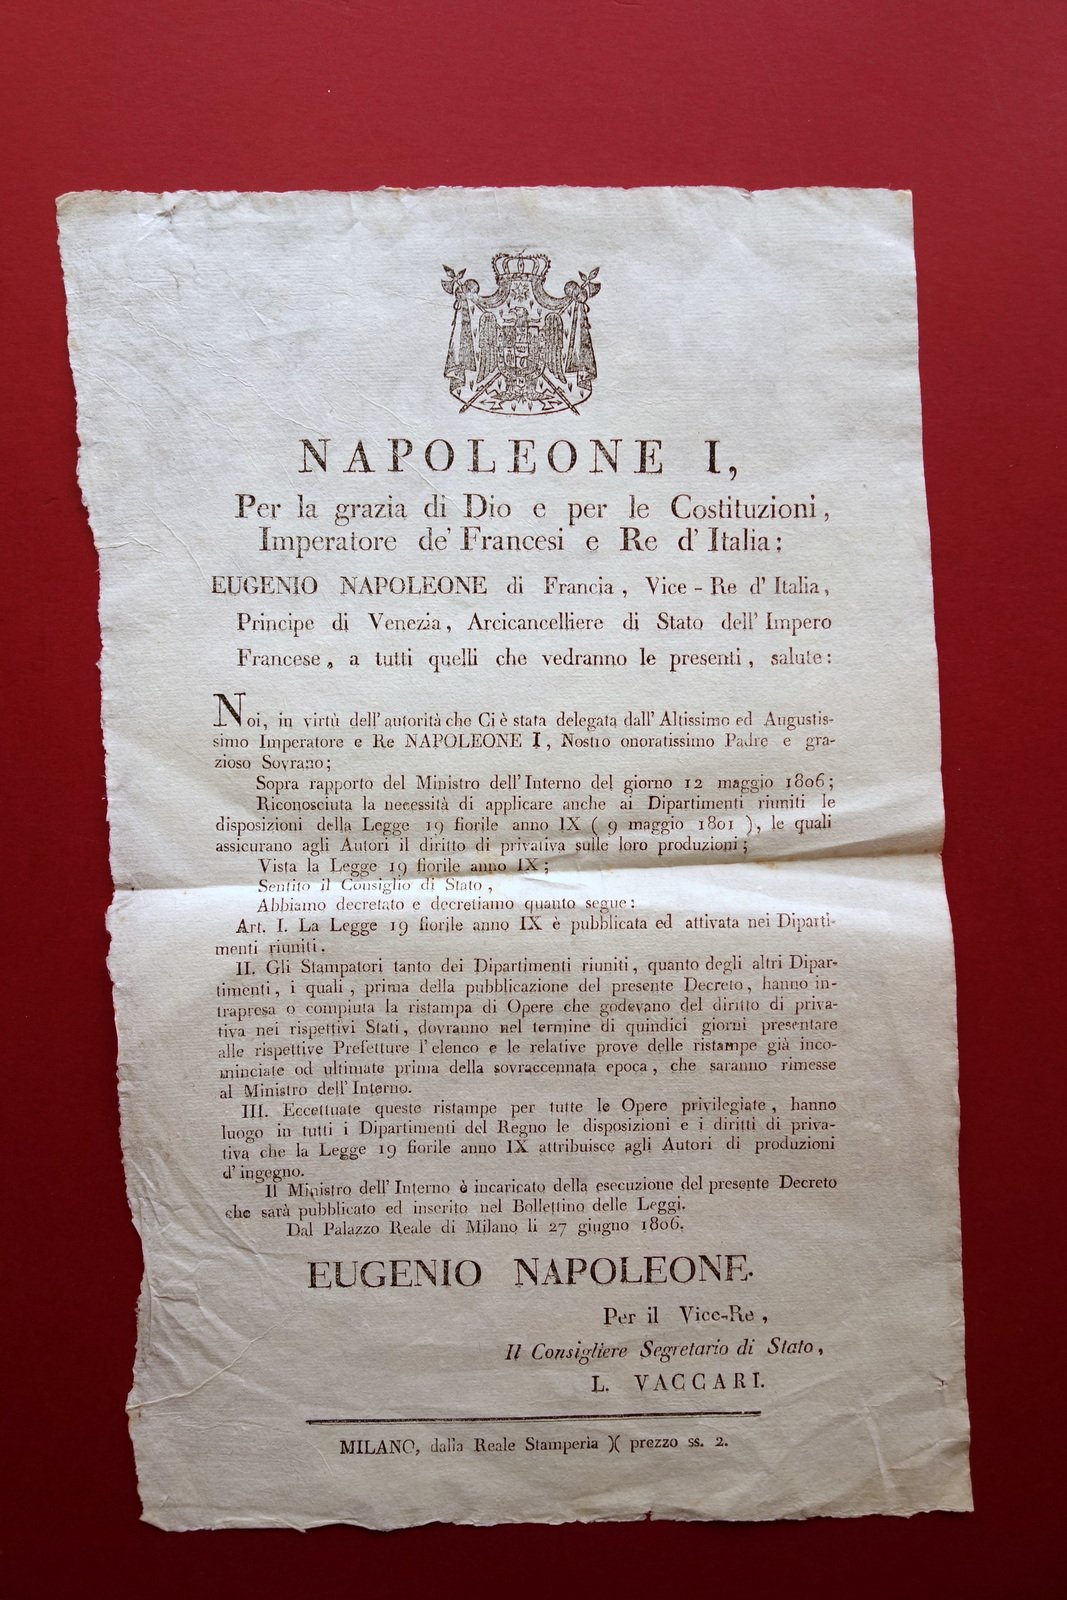 NAPOLEONE I,
Per la grazia di Dio e per le Costituzioni,
Imperatore de' Francesi e Re d' Italia:
EUGENIO NAPOLEONE di Francia, Vice-Re d' Italia,
Principe di Venezia, Arcicancelliere di Stato dell' Impero
Francese, a tutti quelli che vedranno le presenti, salute:
Noi, in virtù dell' autorità che Ci è stata delegata dall' Altissimo ed Augustis-
simo Imperatore e Re NAPOLEONE I, Nostro onoratissimo Padre e gra-
zioso Sovrano;
Sopra rapporto del Ministro dell' Interno del giorno 12 maggio 1806;
Riconosciuta la necessità di applicare anche ai Dipartimenti riuniti le
disposizioni della Legge 19 fiorile anno IX ( 9 maggio 1801 ), le quali
assicurano agli Autori il diritto di privativa sulle loro produzioni;
Vista la Legge 19 fiorile anno IX;
Sentito il Consiglio di Stato,
Abbiamo decretato e decretiamo quanto segue:
Art. I. La Legge 19 fiorile anno IX è pubblicata ed attivata nei Diparti-
menti riuniti.
II. Gli Stampatori tanto dei Dipartimenti riuniti, quanto degli altri Dipar-
timenti, i quali, prima della pubblicazione del presente Decreto, hanno in-
trapresa o compiuta la ristampa di Opere che godevano del diritto di priva-
tiva nei rispettivi Stati, dovranno nel termine di quindici giorni presentare
alle rispettive Prefetture l' elenco e le relative prove delle ristampe già inco-
minciate od ultimate prima della sovraccennata epoca, che saranno rimesse
al Ministro dell' Interno.
III. Eccettuate queste ristampe per tutte le Opere privilegiate, hanno
luogo in tutti i Dipartimenti del Regno le disposizioni e i diritti di priva-
tiva che la Legge 19 fiorile anno IX attribuisce agli Autori di produzioni
d' ingegno.
Il Ministro dell' Interno è incaricato della esecuzione del presente Decreto
che sarà pubblicato ed inserito nel Bollettino delle Leggi.
Dal Palazzo Reale di Milano li 27 giugno 1806.
EUGENIO NAPOLEONE.
Per il Vice-Re,
Il Consigliere Segretario di Stato,
L. VACCARI.
MILANO, dalla Reale Stamperia )( prezzo ss. 2.